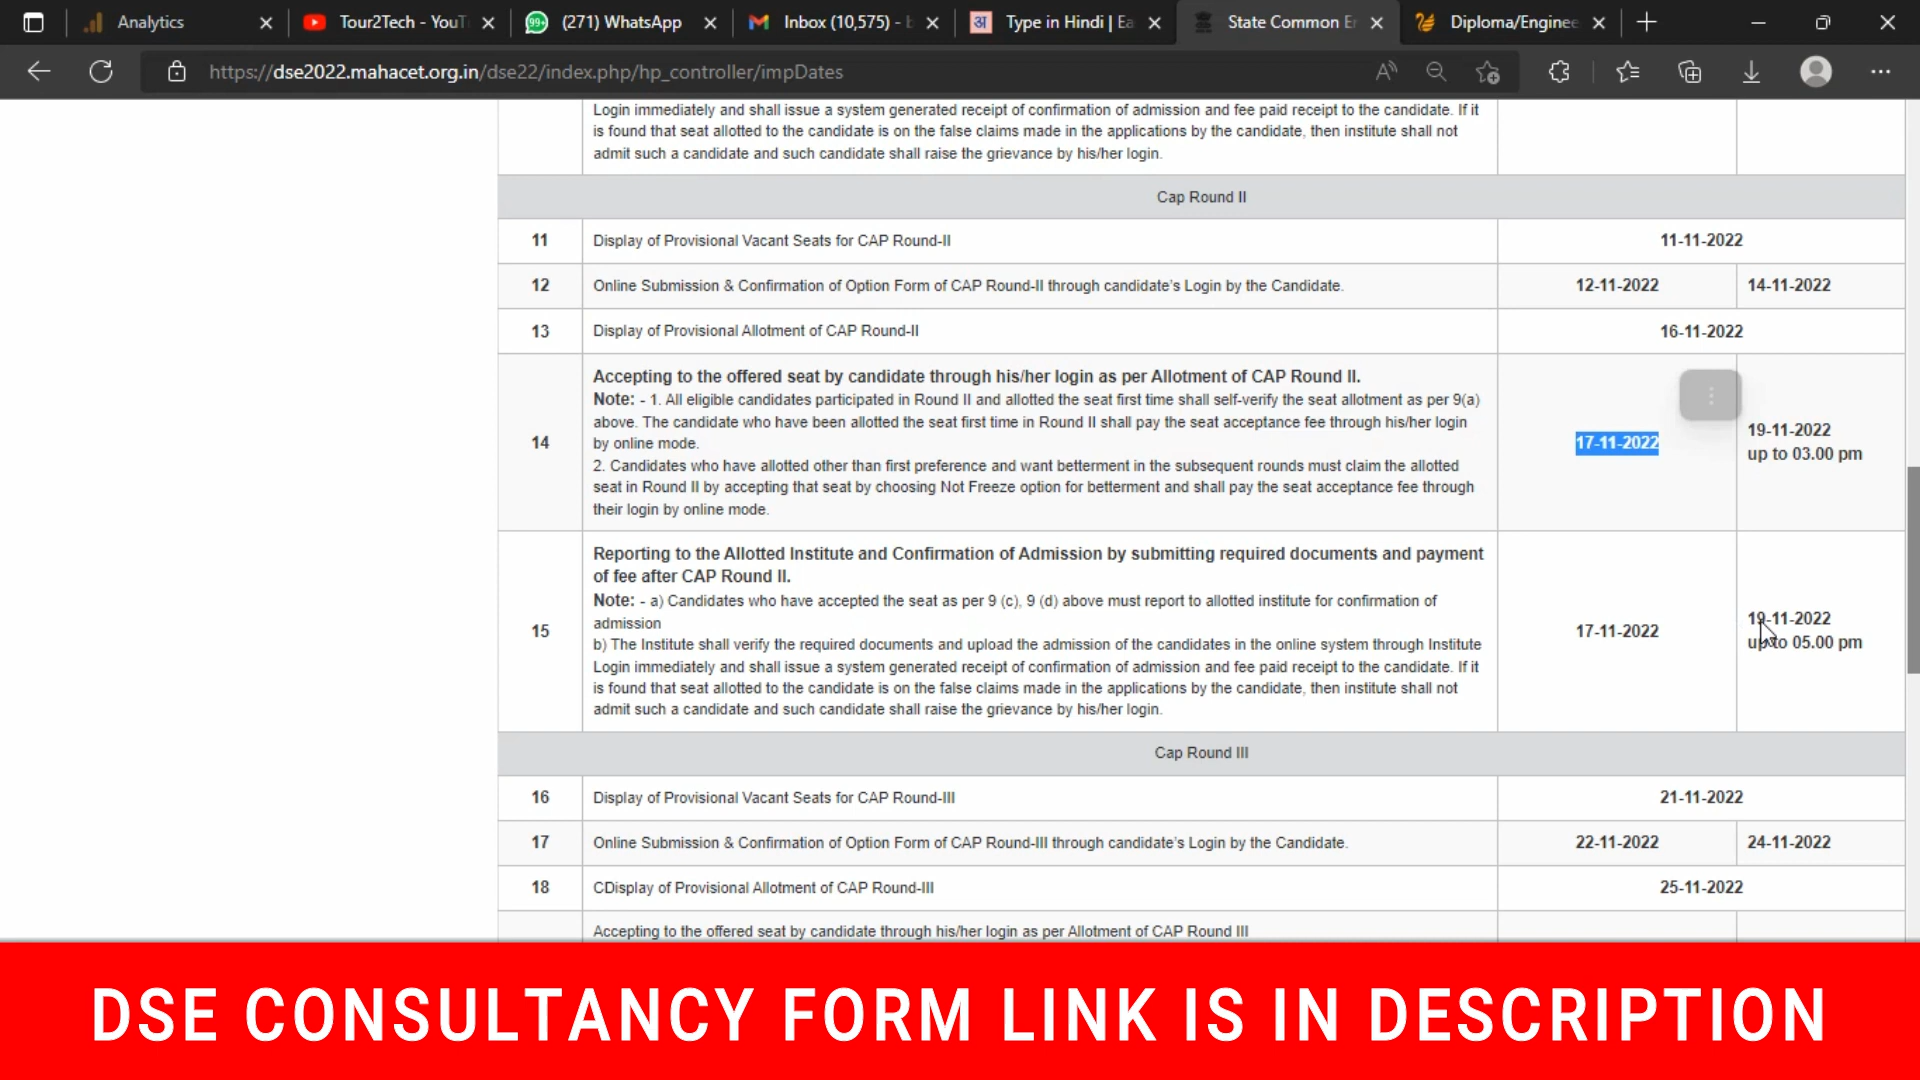 Analytics
Tour2Tech - YouT
99+
(271) WhatsApp
Inbox (10,575) - b
अ
Type in Hindi | Ea
State Common E
Diploma/Enginee
https://dse2022.mahacet.org.in/dse22/index.php/hp_controller/impDates
Login immediately and shall issue a system generated receipt of confirmation of admission and fee paid receipt to the candidate. If it
is found that seat allotted to the candidate is on the false claims made in the applications by the candidate, then institute shall not
admit such a candidate and such candidate shall raise the grievance by his/her login.
Cap Round II
11 Display of Provisional Vacant Seats for CAP Round-II 11-11-2022
12 Online Submission & Confirmation of Option Form of CAP Round-II through candidate's Login by the Candidate. 12-11-2022 14-11-2022
13 Display of Provisional Allotment of CAP Round-II 16-11-2022
Accepting to the offered seat by candidate through his/her login as per Allotment of CAP Round II.
Note: - 1. All eligible candidates participated in Round II and allotted the seat first time shall self-verify the seat allotment as per 9(a)
above. The candidate who have been allotted the seat first time in Round II shall pay the seat acceptance fee through his/her login
by online mode.
2. Candidates who have allotted other than first preference and want betterment in the subsequent rounds must claim the allotted
seat in Round II by accepting that seat by choosing Not Freeze option for betterment and shall pay the seat acceptance fee through
their login by online mode.
14
17-11-2022
19-11-2022
up to 03.00 pm
Reporting to the Allotted Institute and Confirmation of Admission by submitting required documents and payment
of fee after CAP Round II.
Note: - a) Candidates who have accepted the seat as per 9 (c), 9 (d) above must report to allotted institute for confirmation of
admission
b) The Institute shall verify the required documents and upload the admission of the candidates in the online system through Institute
Login immediately and shall issue a system generated receipt of confirmation of admission and fee paid receipt to the candidate. If it
is found that seat allotted to the candidate is on the false claims made in the applications by the candidate, then institute shall not
admit such a candidate and such candidate shall raise the grievance by his/her login.
15
17-11-2022
19-11-2022
up to 05.00 pm
Cap Round III
16 Display of Provisional Vacant Seats for CAP Round-III 21-11-2022
17 Online Submission & Confirmation of Option Form of CAP Round-III through candidate's Login by the Candidate. 22-11-2022 24-11-2022
18 CDisplay of Provisional Allotment of CAP Round-III 25-11-2022
Accepting to the offered seat by candidate through his/her login as per Allotment of CAP Round III
DSE CONSULTANCY FORM LINK IS IN DESCRIPTION